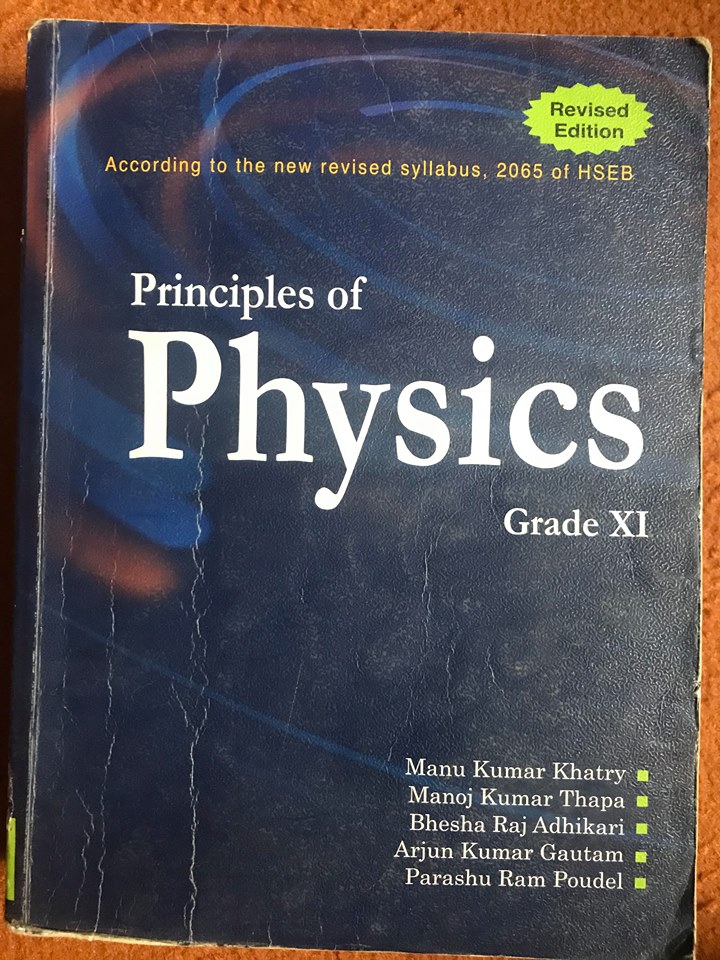 Revised
Edition
According to the new revised syllabus, 2065 of HSEB
Principles of
Physics
Grade XI
Manu Kumar Khatry
Manoj Kumar Thapa
Bhesha Raj Adhikari
Arjun Kumar Gautam
Parashu Ram Poudel